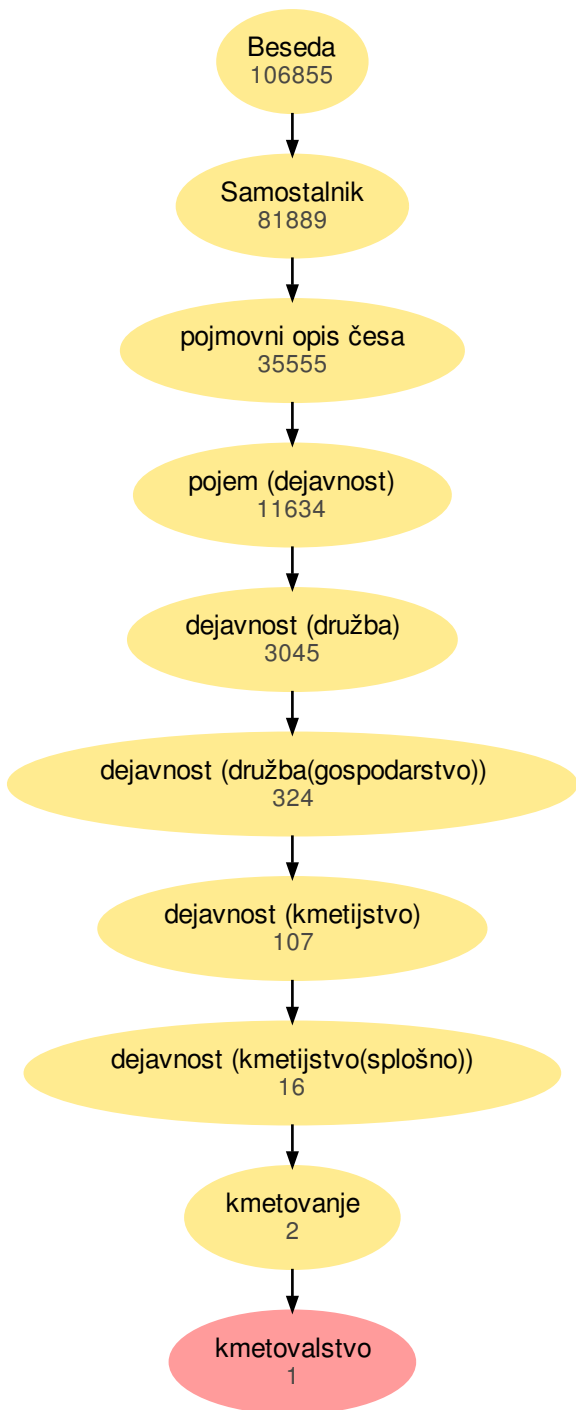 Beseda
106855
Samostalnik
81889
pojmovni opis česa
35555
pojem (dejavnost)
11634
dejavnost (družba)
3045
dejavnost (družba(gospodarstvo))
324
dejavnost (kmetijstvo)
107
dejavnost (kmetijstvo(splošno))
16
kmetovanje
2
kmetovalstvo
1